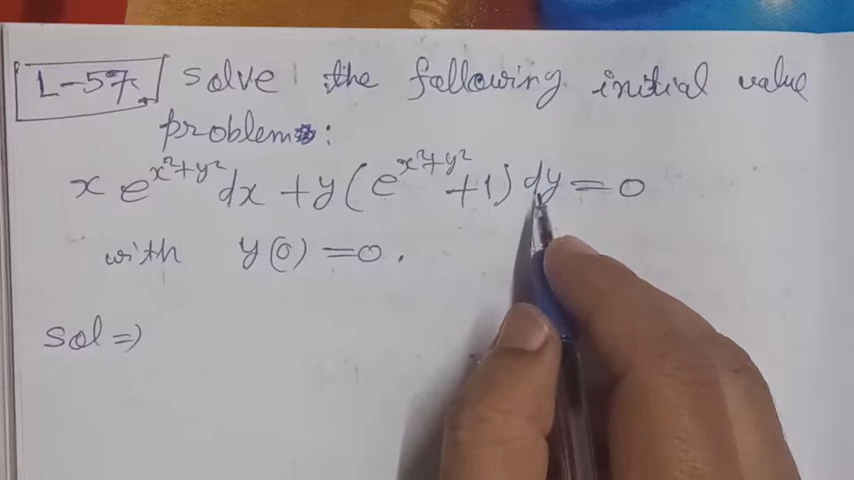 L-57. solve the following initial value
problem:
x e^{x²+y²} dx + y (e^{x²+y²} + 1) dy = 0
with y(0) = 0.
sol =>